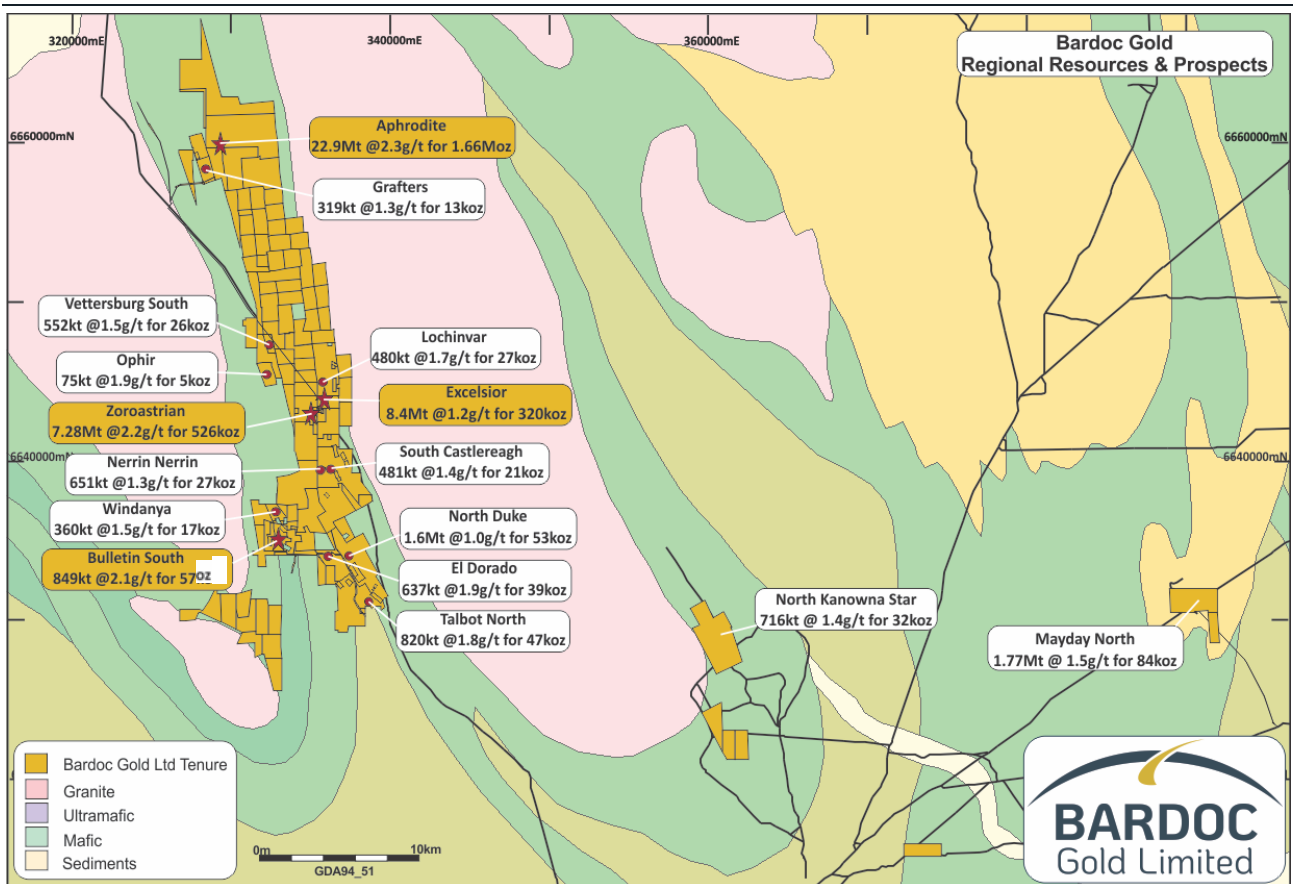 320000mE
340000mE
360000mE
Bardoc Gold
Regional Resources & Prospects
6660000mN
6660000mN
Aphrodite
22.9Mt @2.3g/t for 1.66Moz
Grafters
319kt @1.3g/t for 13koz
Vettersburg South
552kt @1.5g/t for 26koz
Lochinvar
480kt @1.7g/t for 27koz
Ophir
75kt @1.9g/t for 5koz
Excelsior
8.4Mt @1.2g/t for 320koz
Zoroastrian
7.28Mt @2.2g/t for 526koz
6640000mN
6640000mN
South Castlereagh
481kt @1.4g/t for 21koz
Nerrin Nerrin
651kt @1.3g/t for 27koz
Windanya
360kt @1.5g/t for 17koz
North Duke
1.6Mt @1.0g/t for 53koz
Bulletin South
849kt @2.1g/t for 57 oz
El Dorado
637kt @1.9g/t for 39koz
Talbot North
820kt @1.8g/t for 47koz
North Kanowna Star
716kt @ 1.4g/t for 32koz
Mayday North
1.77Mt @ 1.5g/t for 84koz
Bardoc Gold Ltd Tenure
Granite
Ultramafic
Mafic
Sediments
0m
10km
GDA94_51
BARDOC
Gold Limited